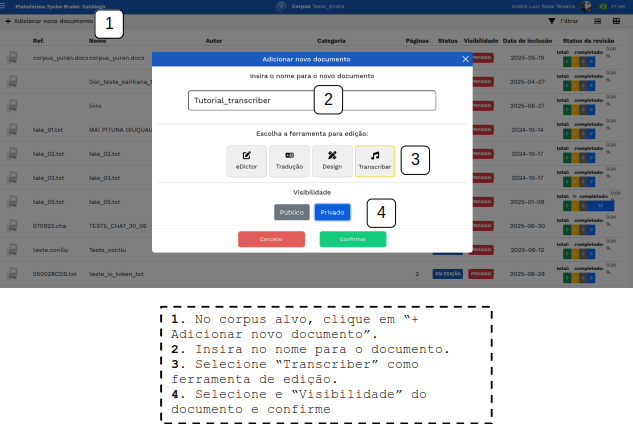 Plataforma Tycho Brahe: Catálogo
Corpus Teste_Andre
Andre Luiz Rosa Teixeira
PT-BR
+ Adicionar novo documento
1
Filtrar
Ref. Nome Autor Categoria Páginas Status Visibilidade Data de inclusão Status da revisão
corpus_yuran.docx corpus_yuran.docx PRIVADO 2025-05-19
Doc_teste_karitiana_1 PRIVADO 2025-04-07
livro PRIVADO 2025-06-27
tala_01.txt MAI PITUNA OIUQUAU PRIVADO 2024-10-14
tala_02.txt tala_02.txt PRIVADO 2024-10-17
tala_03.txt tala_03.txt PRIVADO 2024-10-17
tala_05.txt tala_05.txt PRIVADO 2025-01-09
070922.cha TESTE_CHAT_30_06 PRIVADO 2025-06-30
teste.conllu Teste_conllu PRIVADO 2025-06-12
050028COS.txt teste_io_token_txt 2 EM EDIÇÃO PRIVADO 2025-06-28
total: completado:
Adicionar novo documento
Insira o nome para o novo documento
Tutorial_transcriber
2
Escolha a ferramenta para edição:
eDictor Tradução Design Transcriber
3
Visibilidade
Público Privado
4
Cancelar Confirmar
1. No corpus alvo, clique em “+
Adicionar novo documento”.
2. Insira no nome para o documento.
3. Selecione “Transcriber” como
ferramenta de edição.
4. Selecione e “Visibilidade” do
documento e confirme